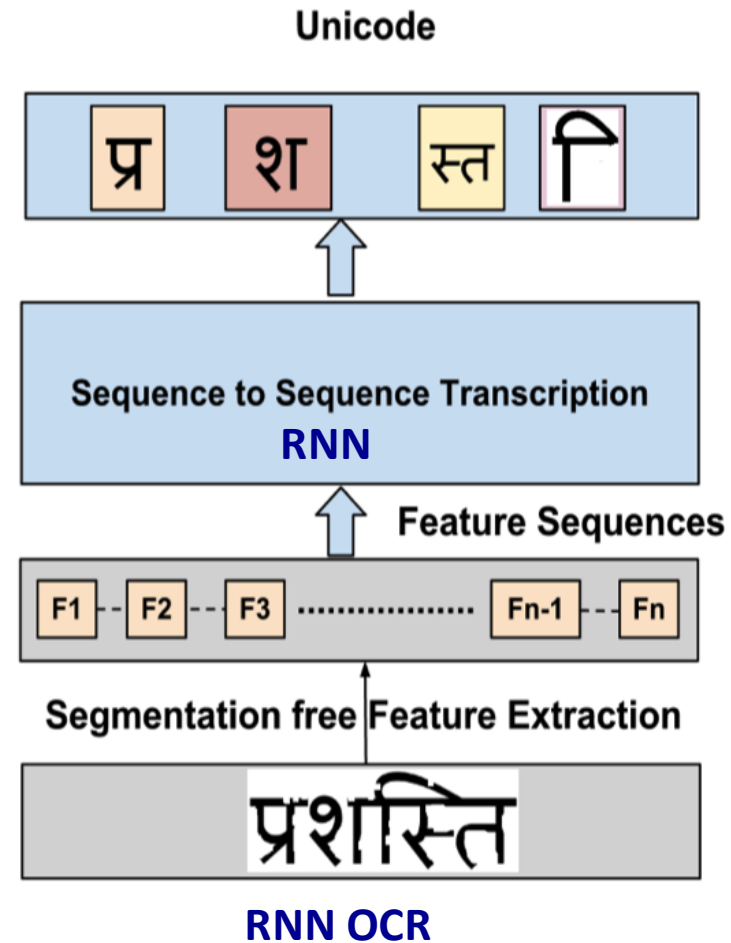 Unicode
प्र श स्त ि
Sequence to Sequence Transcription
RNN
Feature Sequences
F1 F2 F3 Fn-1 Fn
Segmentation free Feature Extraction
प्रशस्ति
RNN OCR